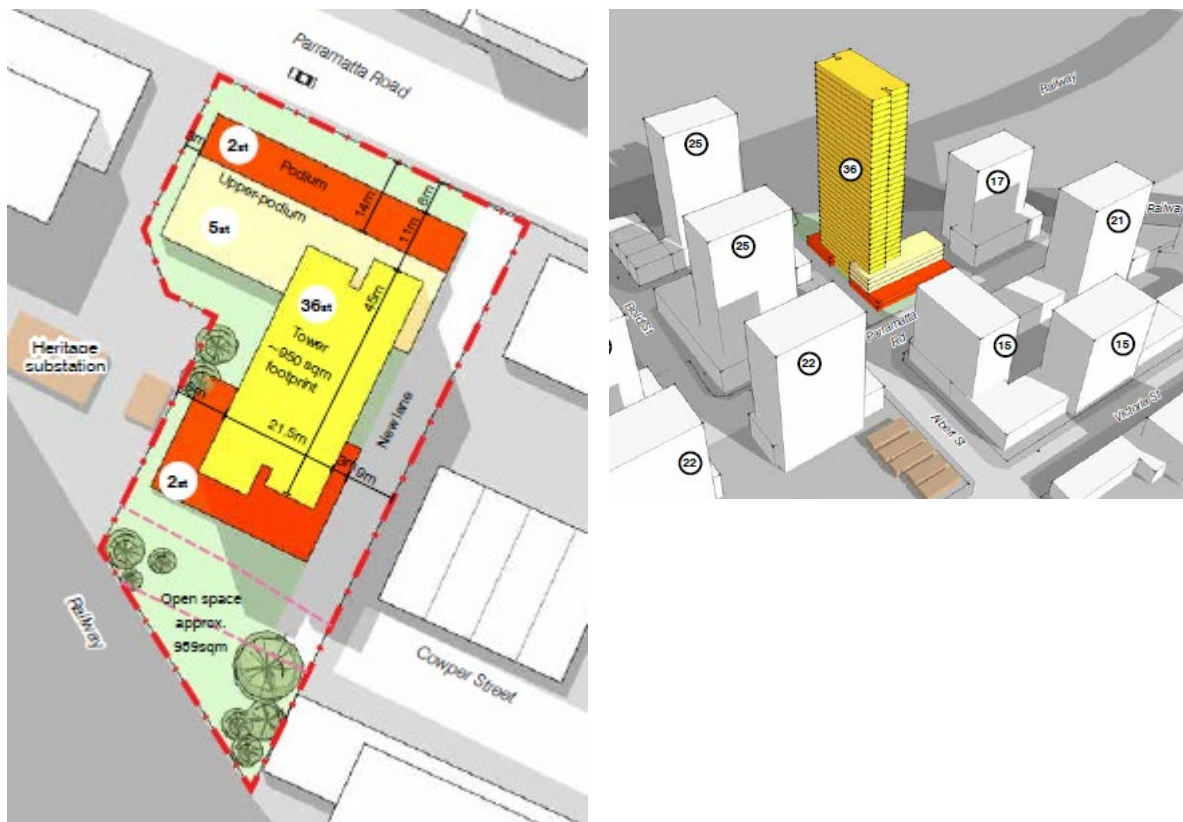 Parramatta Road
2st
Podium
Upper-podium
14m
6m
11m
5st
45m
36st
Tower
~950 sqm
footprint
Heritage
substation
21.5m
New lane
9m
2st
Open space
approx.
959sqm
Railway
Cowper Street
Railway
25
36
17
25
21
Railway
Bold St
Parramatta
Rd
22
15
15
Albert St
Victoria St
22